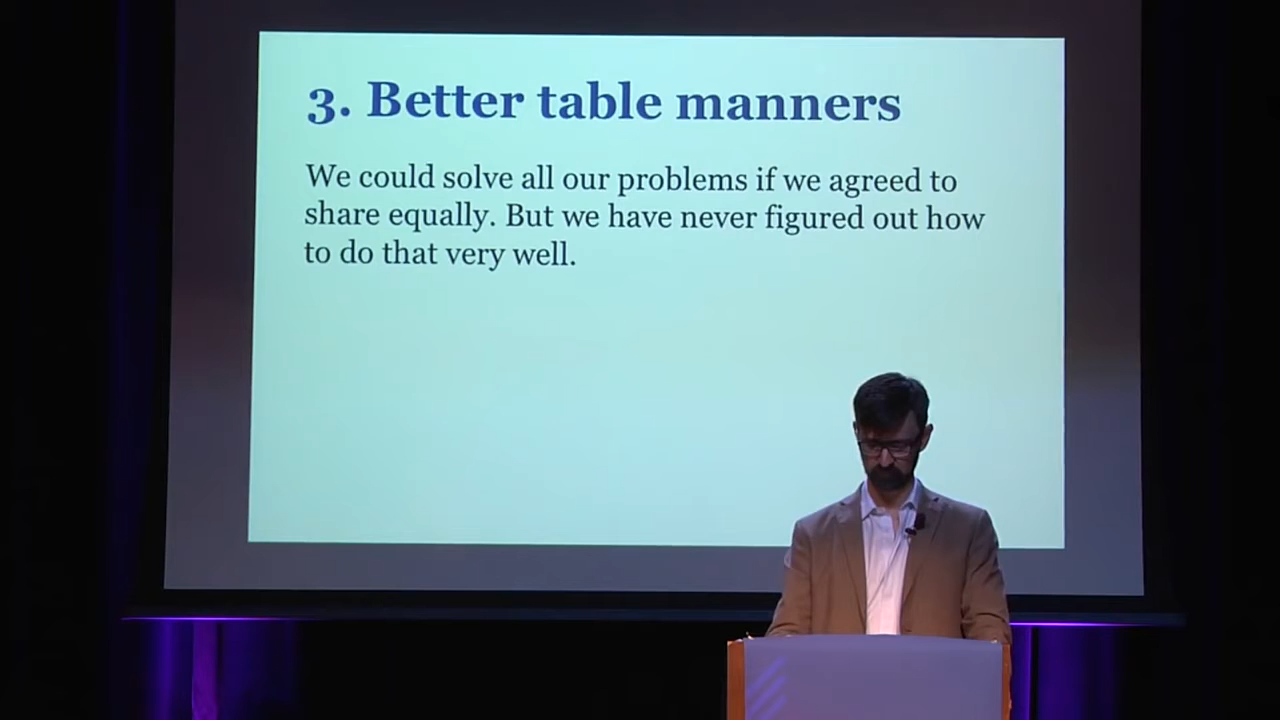 3. Better table manners
We could solve all our problems if we agreed to
share equally. But we have never figured out how
to do that very well.